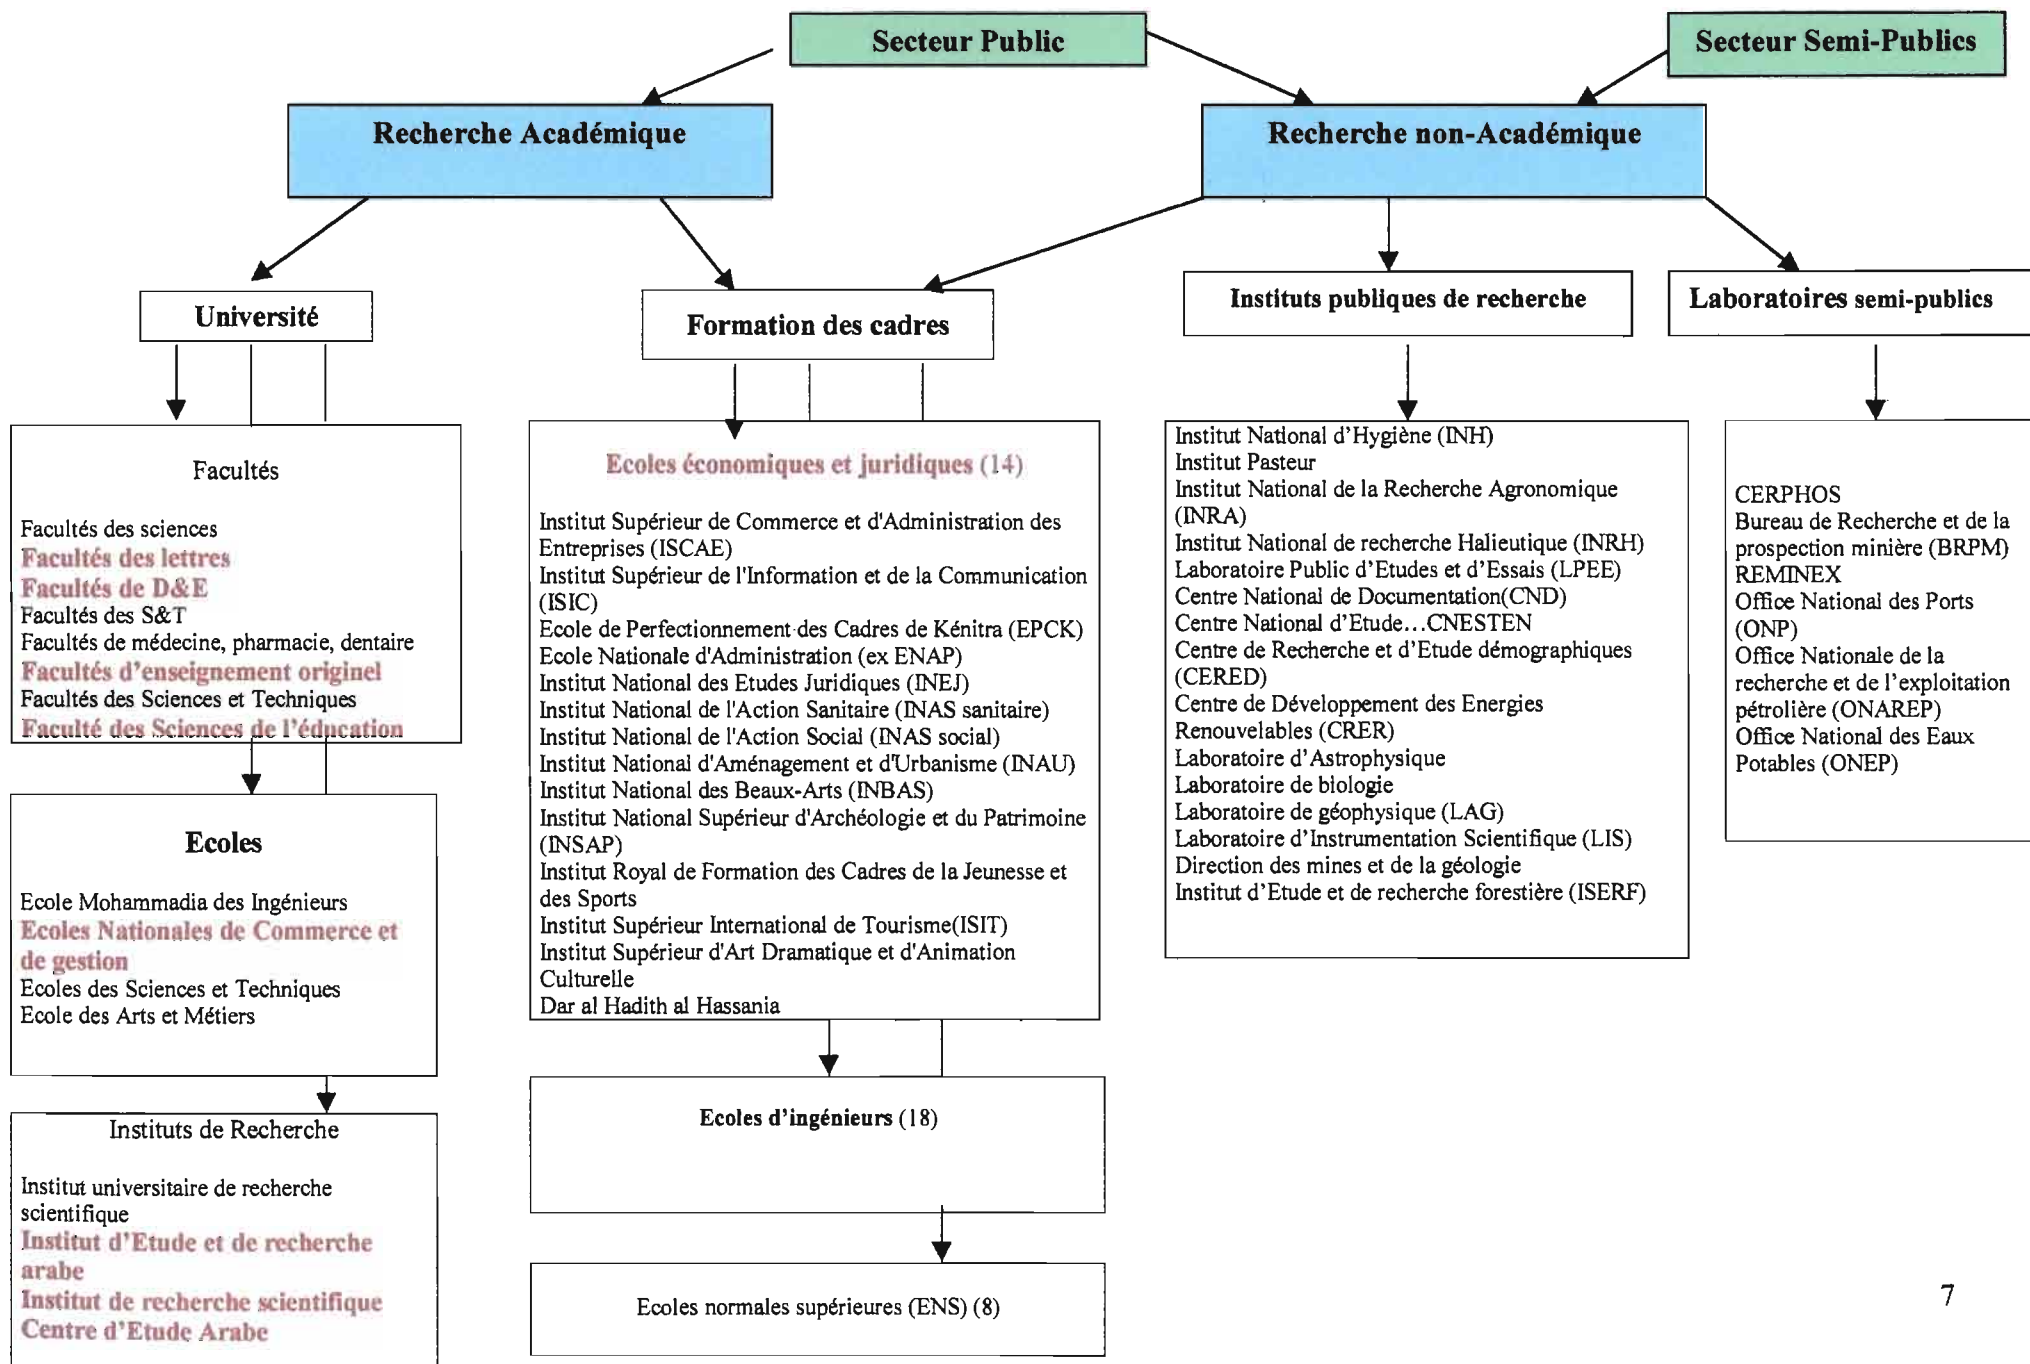 Secteur Public
Secteur Semi-Publics
Recherche Académique
Recherche non-Académique
Université
Formation des cadres
Instituts publiques de recherche
Laboratoires semi-publics
Facultés
Facultés des sciences
Facultés des lettres
Facultés de D&E
Facultés des S&T
Facultés de médecine, pharmacie, dentaire
Facultés d'enseignement originel
Facultés des Sciences et Techniques
Faculté des Sciences de l'éducation
Ecoles
Ecole Mohammadia des Ingénieurs
Ecoles Nationales de Commerce et
de gestion
Ecoles des Sciences et Techniques
Ecole des Arts et Métiers
Instituts de Recherche
Institut universitaire de recherche
scientifique
Institut d'Etude et de recherche
arabe
Institut de recherche scientifique
Centre d'Etude Arabe
Ecoles économiques et juridiques (14)
Institut Supérieur de Commerce et d'Administration des
Entreprises (ISCAE)
Institut Supérieur de l'Information et de la Communication
(ISIC)
Ecole de Perfectionnement des Cadres de Kénitra (EPCK)
Ecole Nationale d'Administration (ex ENAP)
Institut National des Etudes Juridiques (INEJ)
Institut National de l'Action Sanitaire (INAS sanitaire)
Institut National de l'Action Social (INAS social)
Institut National d'Aménagement et d'Urbanisme (INAU)
Institut National des Beaux-Arts (INBAS)
Institut National Supérieur d'Archéologie et du Patrimoine
(INSAP)
Institut Royal de Formation des Cadres de la Jeunesse et
des Sports
Institut Supérieur International de Tourisme(ISIT)
Institut Supérieur d'Art Dramatique et d'Animation
Culturelle
Dar al Hadith al Hassania
Ecoles d'ingénieurs (18)
Ecoles normales supérieures (ENS) (8)
Institut National d'Hygiène (INH)
Institut Pasteur
Institut National de la Recherche Agronomique
(INRA)
Institut National de recherche Halieutique (INRH)
Laboratoire Public d'Etudes et d'Essais (LPEE)
Centre National de Documentation(CND)
Centre National d'Etude...CNESTEN
Centre de Recherche et d'Etude démographiques
(CERED)
Centre de Développement des Energies
Renouvelables (CRER)
Laboratoire d'Astrophysique
Laboratoire de biologie
Laboratoire de géophysique (LAG)
Laboratoire d'Instrumentation Scientifique (LIS)
Direction des mines et de la géologie
Institut d'Etude et de recherche forestière (ISERF)
CERPHOS
Bureau de Recherche et de la
prospection minière (BRPM)
REMINEX
Office National des Ports
(ONP)
Office Nationale de la
recherche et de l'exploitation
pétrolière (ONAREP)
Office National des Eaux
Potables (ONEP)
7